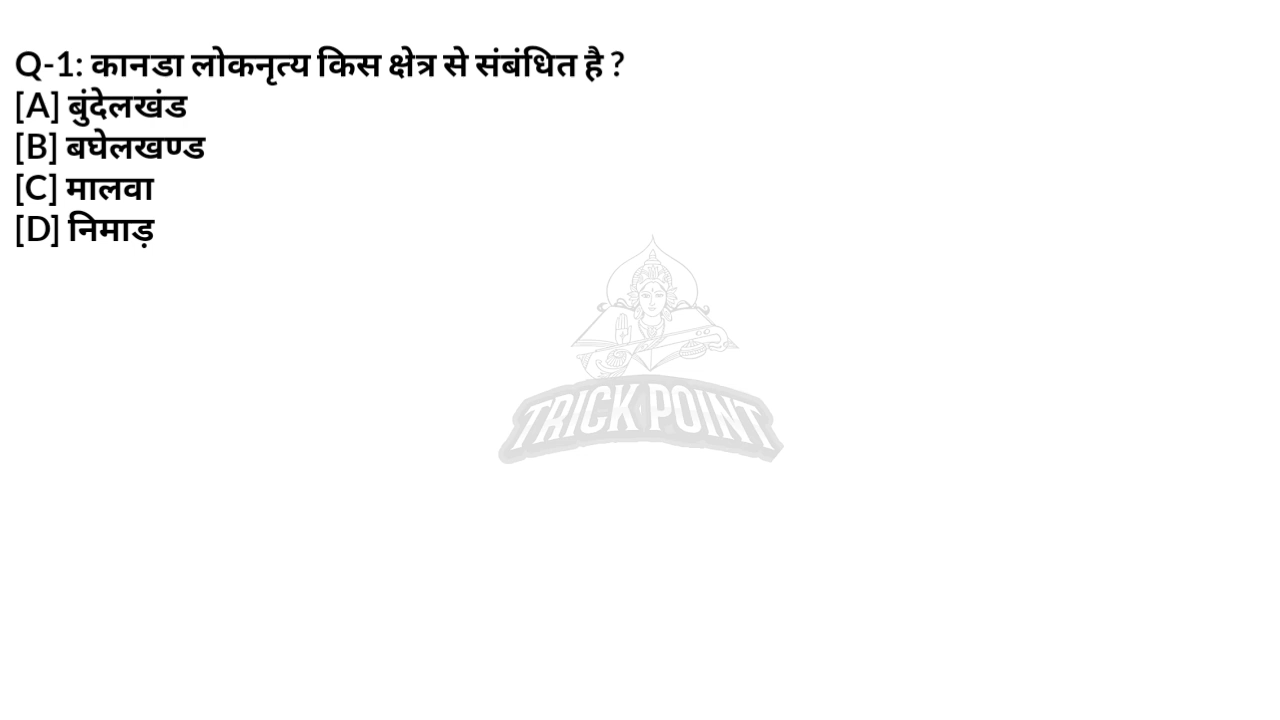 Q-1: कानडा लोकनृत्य किस क्षेत्र से संबंधित है ?
[A] बुंदेलखंड
[B] बघेलखण्ड
[C] मालवा
[D] निमाड़
TRICK POINT